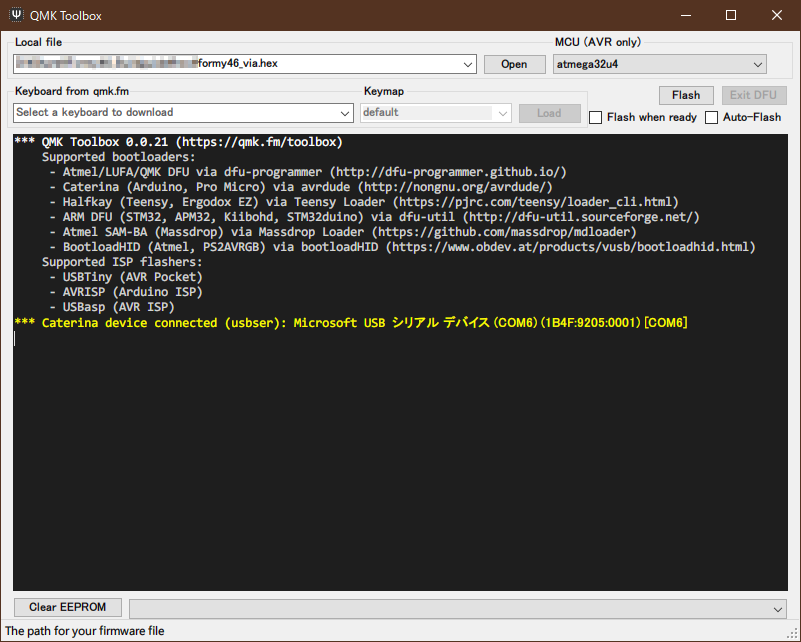 QMK Toolbox
Local file
MCU (AVR only)
formy46_via.hex
Open
atmega32u4
Keyboard from qmk.fm
Keymap
Flash
Exit DFU
Select a keyboard to download
default
Load
Flash when ready
Auto-Flash
*** QMK Toolbox 0.0.21 (https://qmk.fm/toolbox)
Supported bootloaders:
- Atmel/LUFA/QMK DFU via dfu-programmer (http://dfu-programmer.github.io/)
- Caterina (Arduino, Pro Micro) via avrdude (http://nongnu.org/avrdude/)
- Halfkay (Teensy, Ergodox EZ) via Teensy Loader (https://pjrc.com/teensy/loader_cli.html)
- ARM DFU (STM32, APM32, Kiibohd, STM32duino) via dfu-util (http://dfu-util.sourceforge.net/)
- Atmel SAM-BA (Massdrop) via Massdrop Loader (https://github.com/massdrop/mdloader)
- BootloadHID (Atmel, PS2AVRGB) via bootloadHID (https://www.obdev.at/products/vusb/bootloadhid.html)
Supported ISP flashers:
- USBTiny (AVR Pocket)
- AVRISP (Arduino ISP)
- USBasp (AVR ISP)
*** Caterina device connected (usbser): Microsoft USB シリアル デバイス (COM6) (1B4F:9205:0001) [COM6]
Clear EEPROM
The path for your firmware file